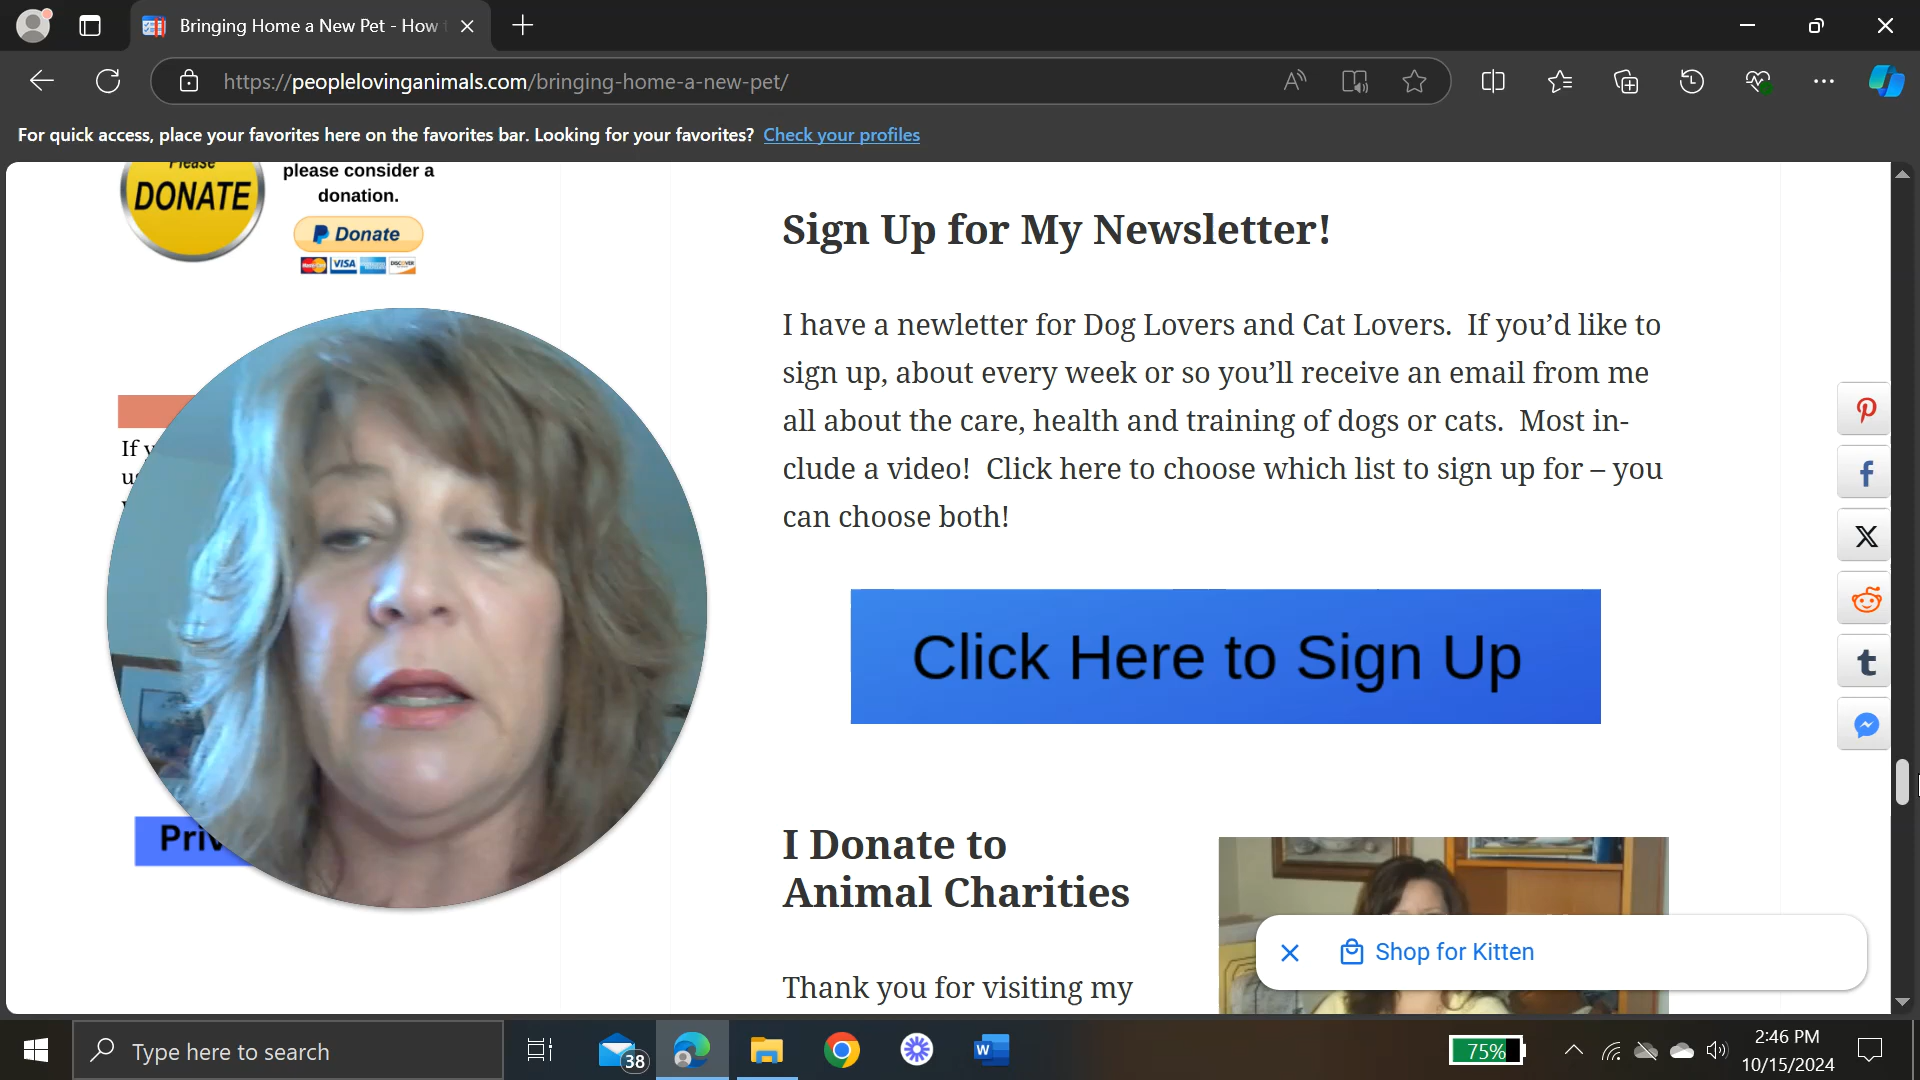 Bringing Home a New Pet - How
https://peoplelovinganimals.com/bringing-home-a-new-pet/
For quick access, place your favorites here on the favorites bar. Looking for your favorites? Check your profiles
Please
DONATE
please consider a
donation.
PayPal Donate
MasterCard VISA DISCOVER
If
Priv
Sign Up for My Newsletter!
I have a newletter for Dog Lovers and Cat Lovers. If you’d like to
sign up, about every week or so you’ll receive an email from me
all about the care, health and training of dogs or cats. Most in-
clude a video! Click here to choose which list to sign up for – you
can choose both!
Click Here to Sign Up
I Donate to
Animal Charities
Thank you for visiting my
Shop for Kitten
Type here to search
38
75%
2:46 PM
10/15/2024